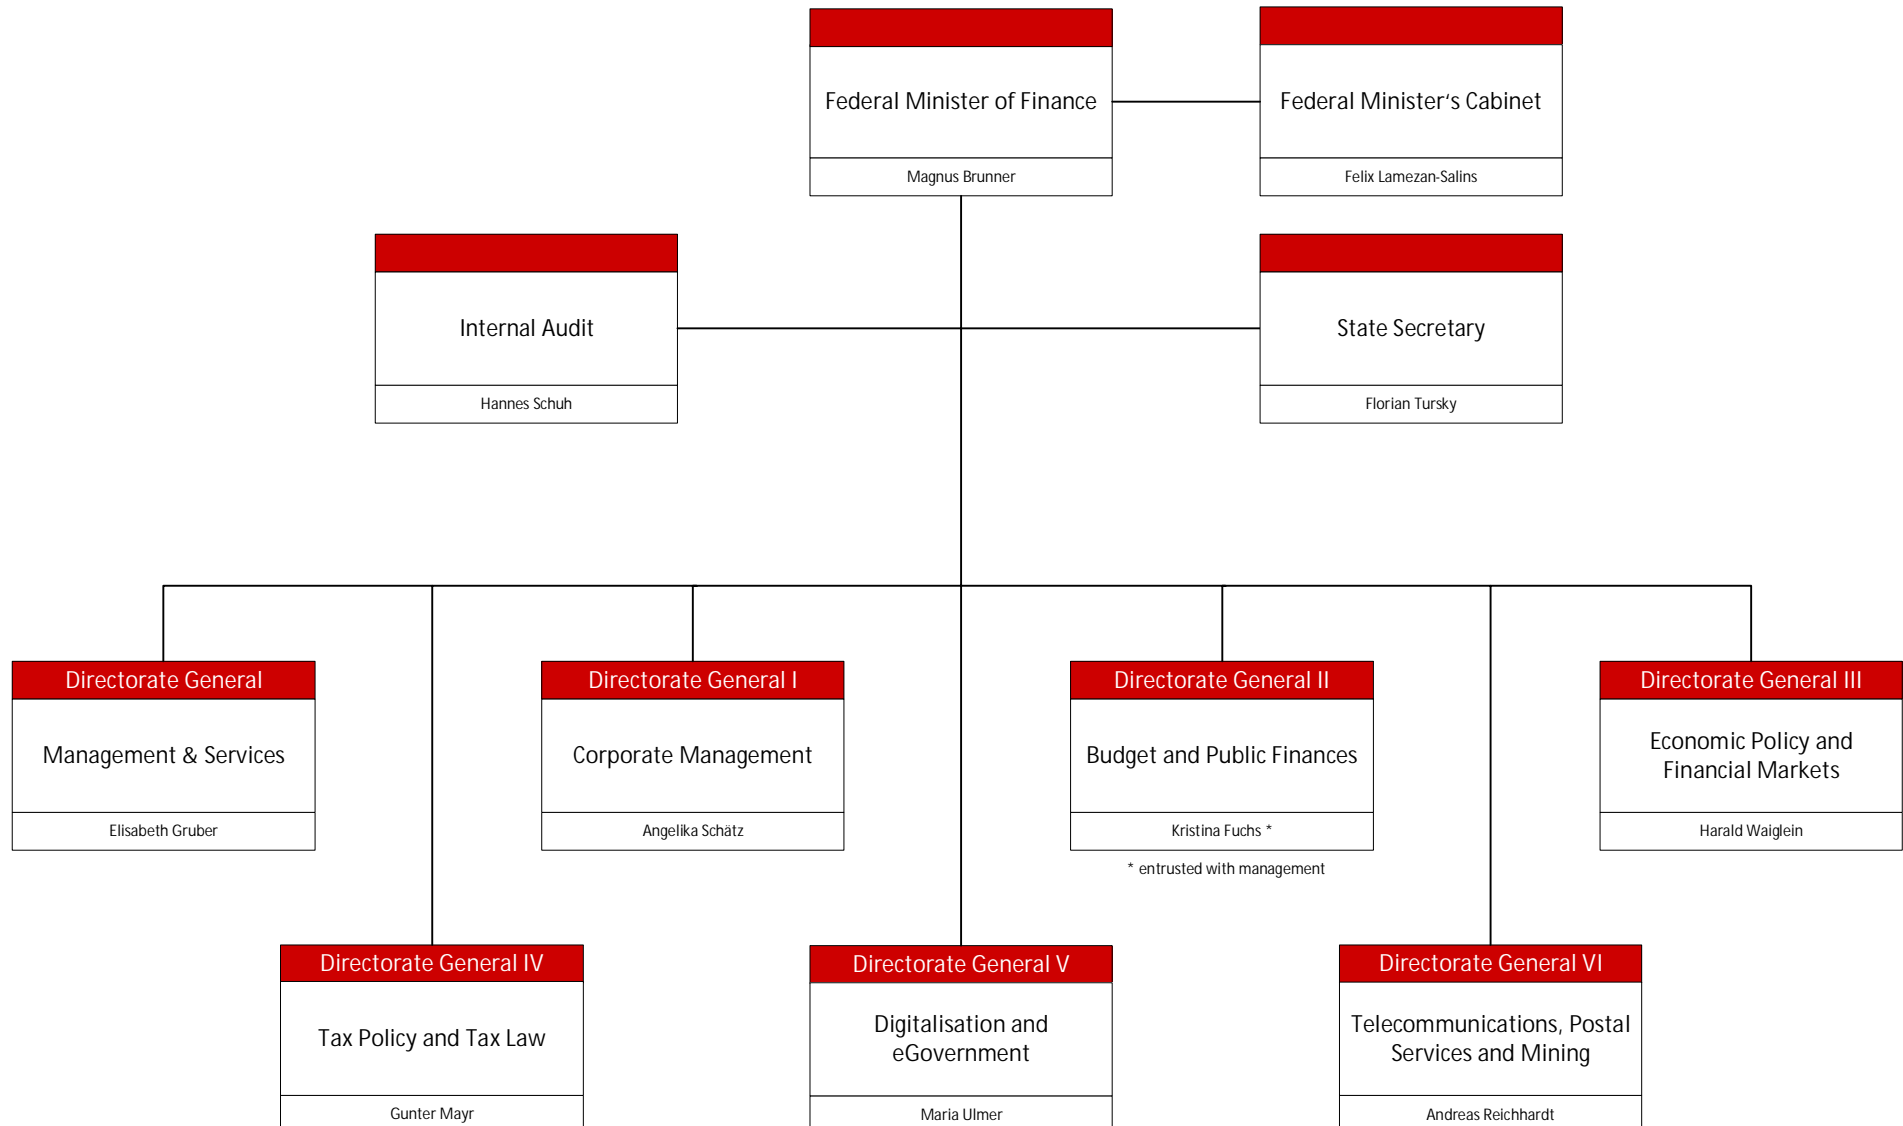 Federal Minister of Finance
Magnus Brunner
Federal Minister‘s Cabinet
Felix Lamezan-Salins
Internal Audit
Hannes Schuh
State Secretary
Florian Tursky
Directorate General
Management & Services
Elisabeth Gruber
Directorate General I
Corporate Management
Angelika Schätz
Directorate General II
Budget and Public Finances
Kristina Fuchs *
* entrusted with management
Directorate General III
Economic Policy and
Financial Markets
Harald Waiglein
Directorate General IV
Tax Policy and Tax Law
Gunter Mayr
Directorate General V
Digitalisation and
eGovernment
Maria Ulmer
Directorate General VI
Telecommunications, Postal
Services and Mining
Andreas Reichhardt